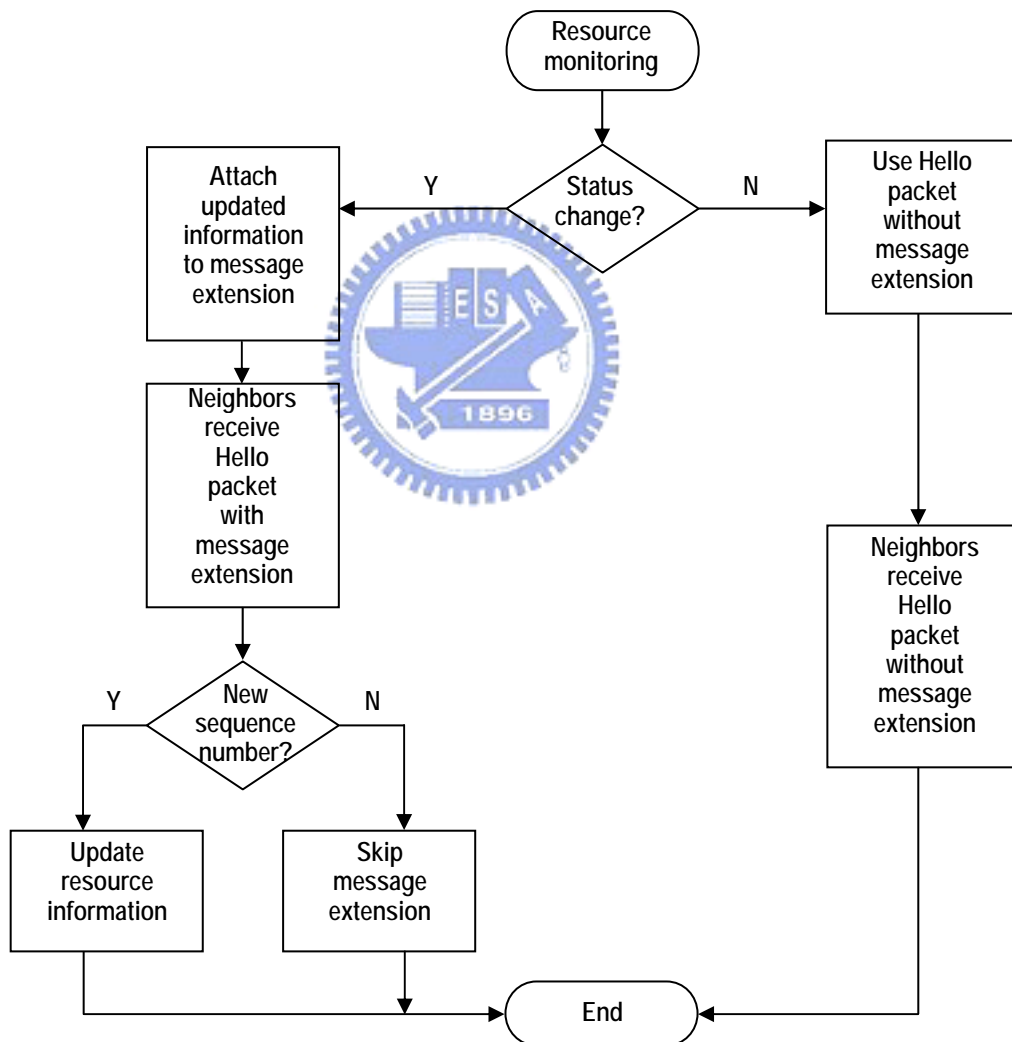 Resource
monitoring
Status
change?
Y
N
Attach
updated
information
to message
extension
Use Hello
packet
without
message
extension
E S A
1896
Neighbors
receive
Hello
packet
with
message
extension
Neighbors
receive
Hello
packet
without
message
extension
New
sequence
number?
Y
N
Update
resource
information
Skip
message
extension
End